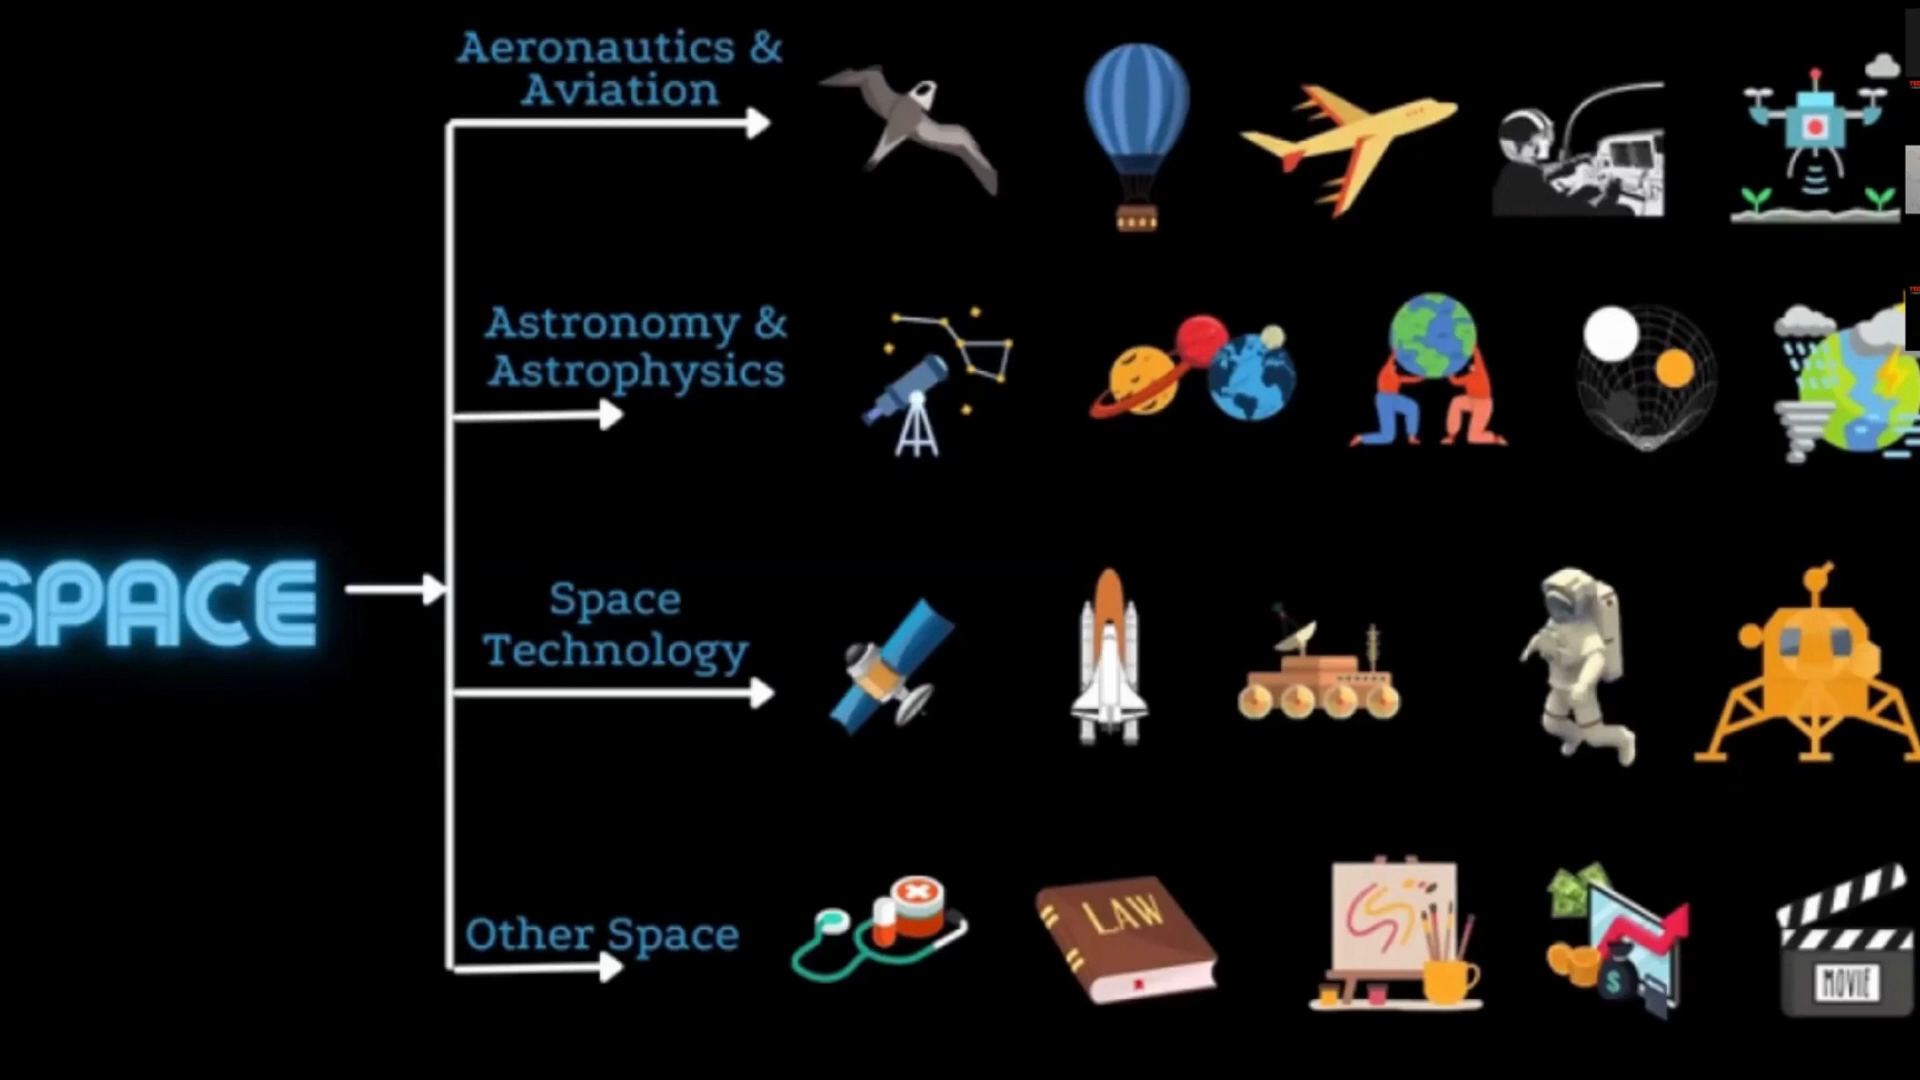 Aeronautics &
Aviation
Astronomy &
Astrophysics
SPACE
Space
Technology
Other Space
LAW
$
MOVIE